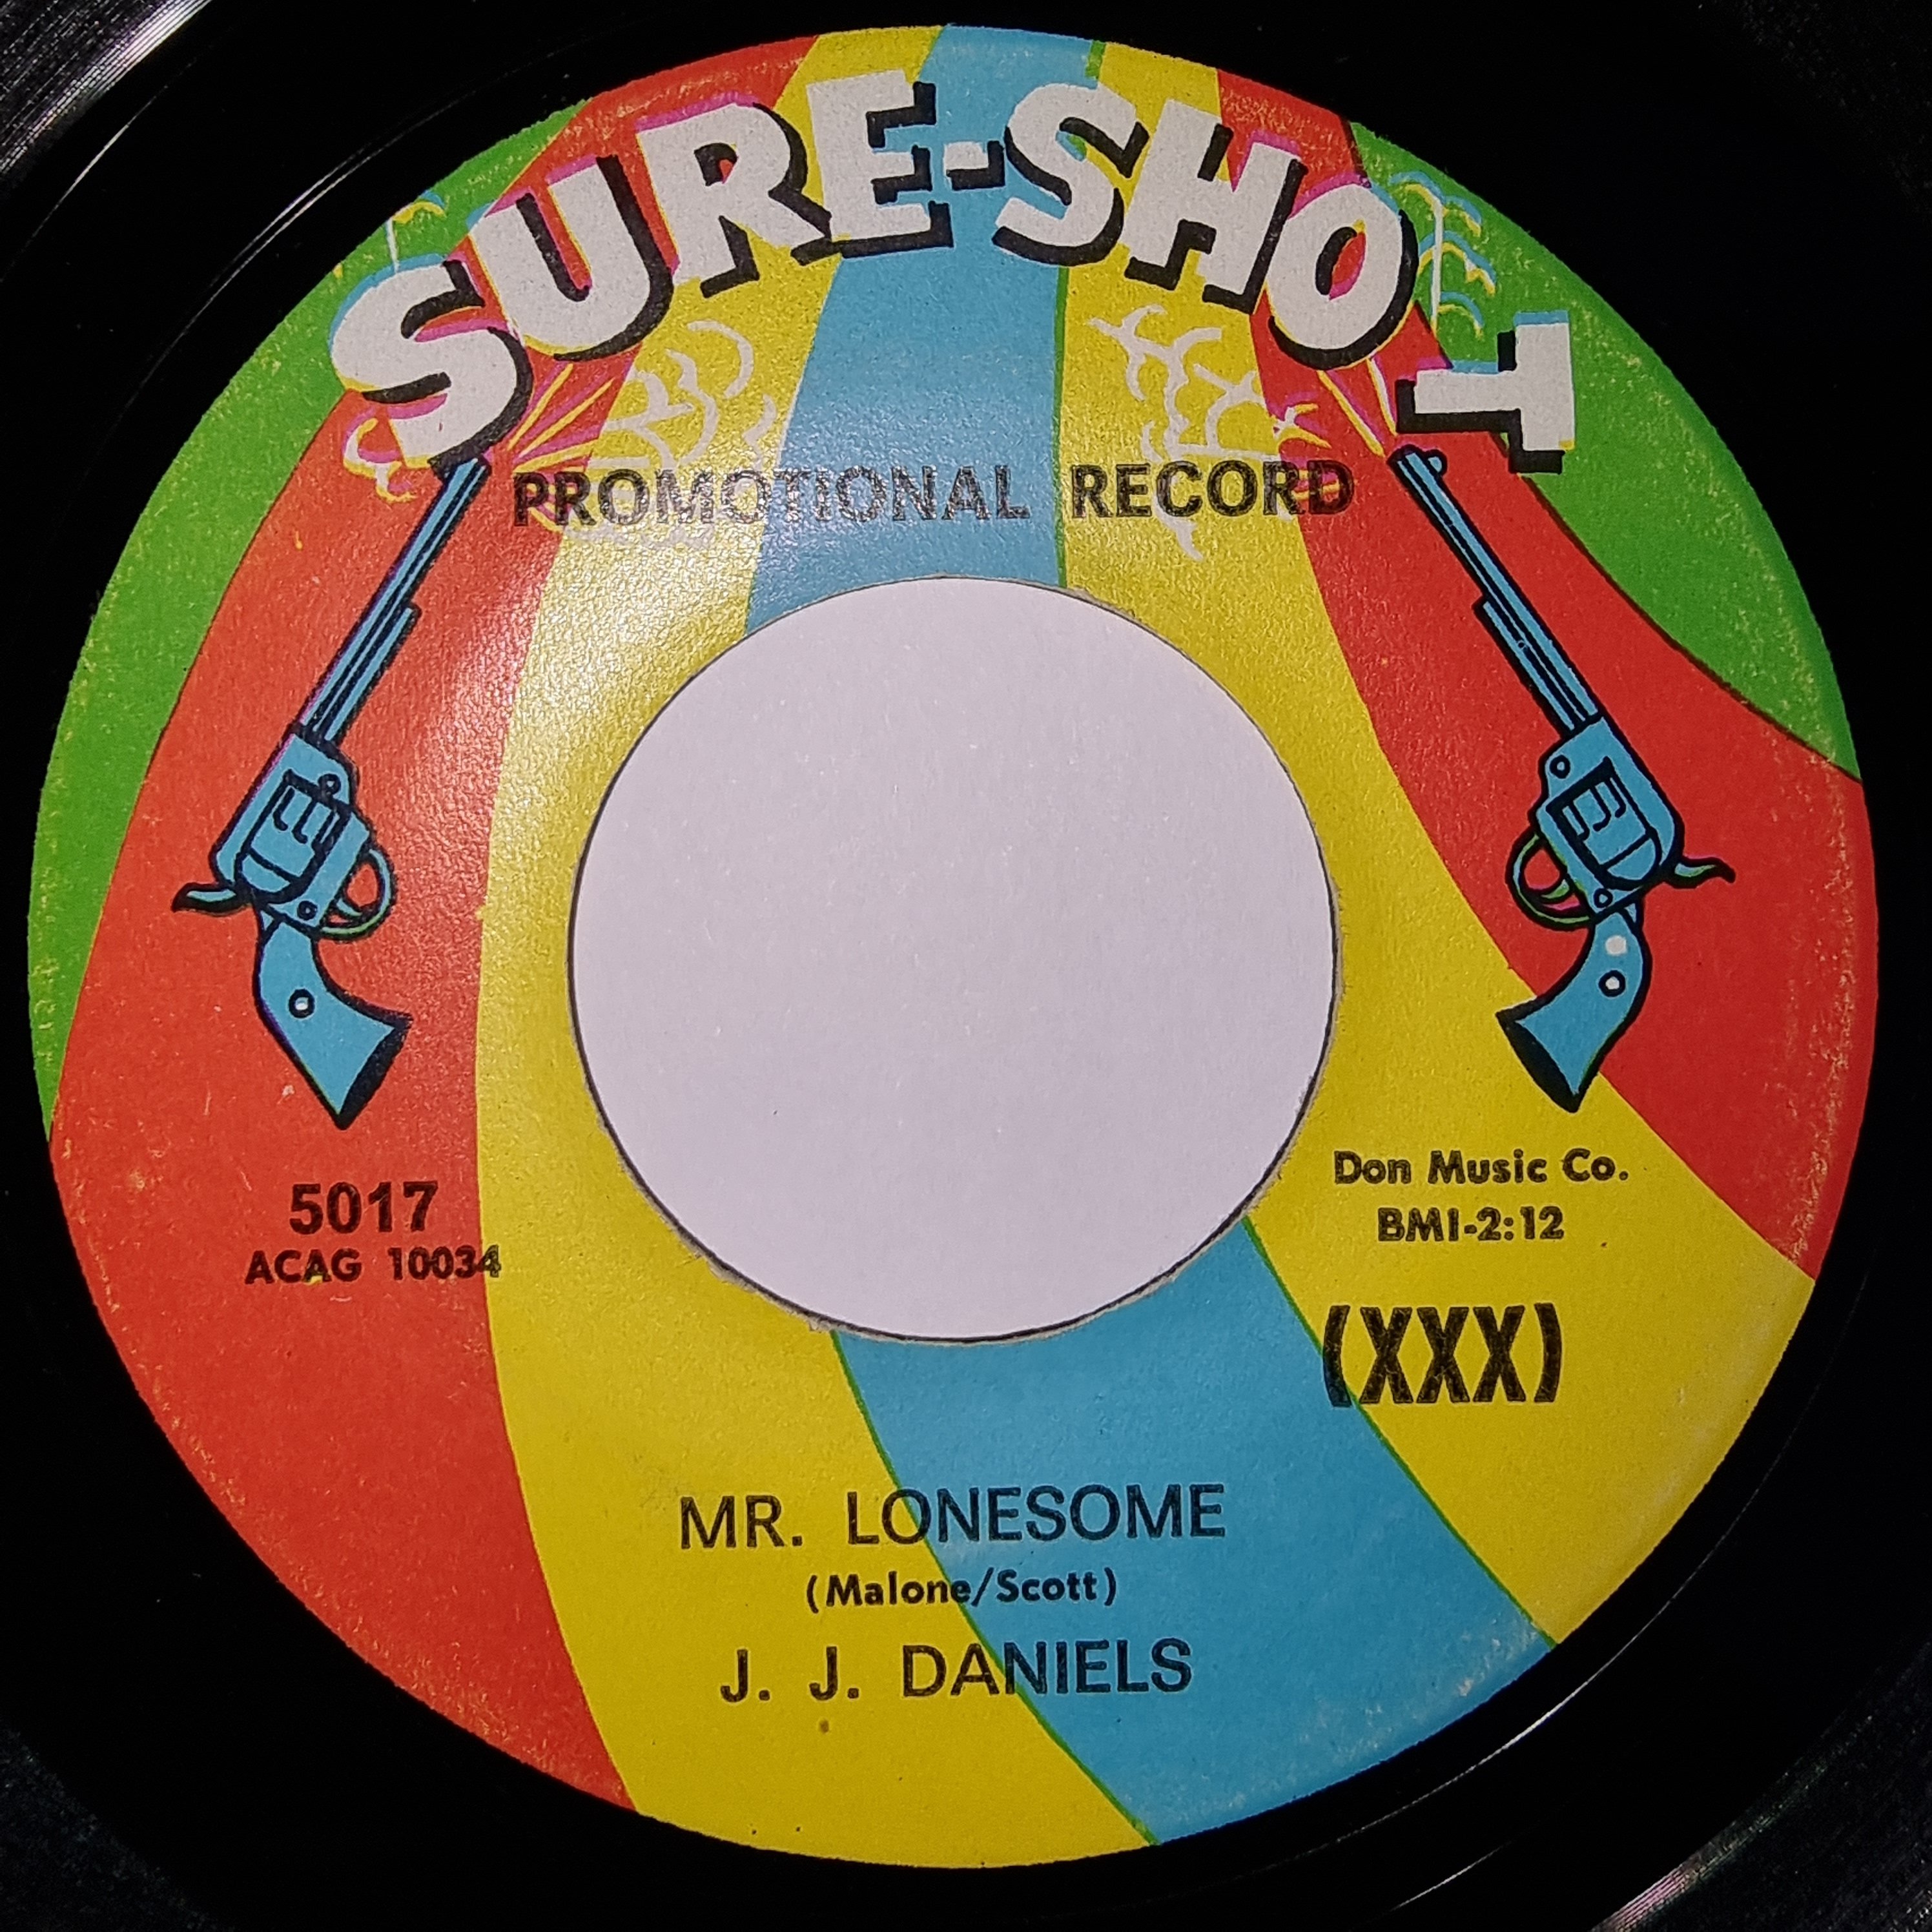 SURE-SHOT
PROMOTIONAL RECORD
5017
ACAG 10034
Don Music Co.
BMI-2:12
(XXX)
MR. LONESOME
(Malone/Scott)
J. J. DANIELS